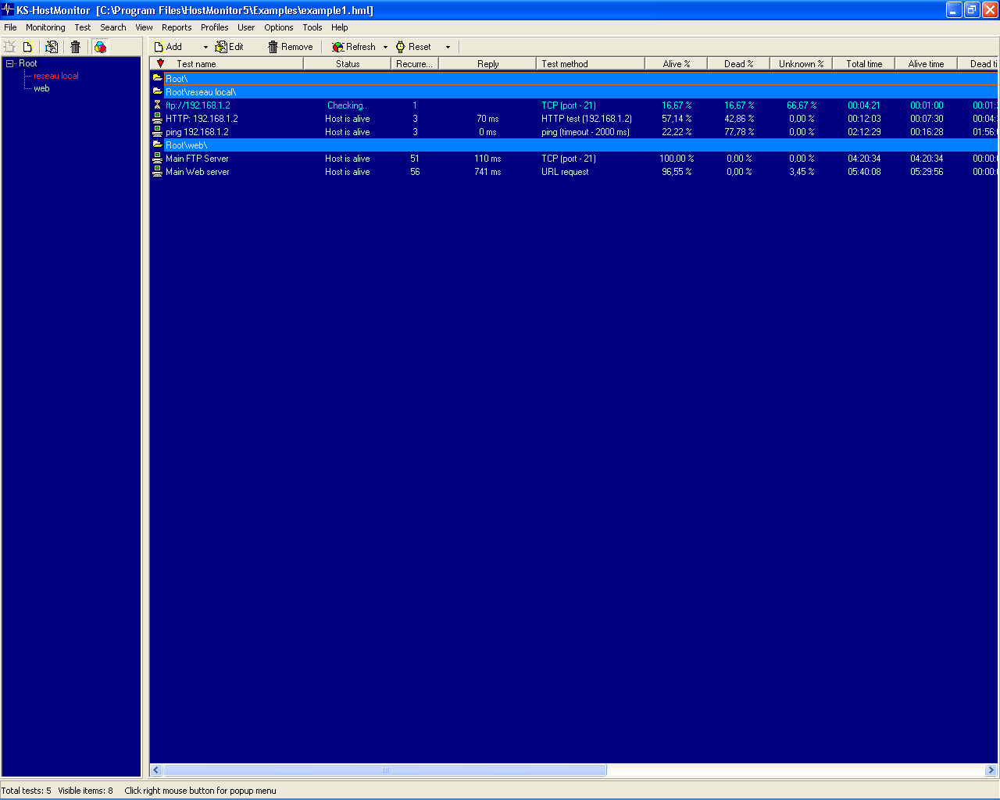 KS-HostMonitor [C:\Program Files\HostMonitor5\Examples\example1.hml]
File Monitoring Test Search View Reports Profiles User Options Tools Help
Add Edit Remove Refresh Reset
Root
reseau local
web
Test name Status Recurre... Reply Test method Alive % Dead % Unknown % Total time Alive time Dead ti
Root\
Root\reseau local\
ftp://192.168.1.2 Checking.. 1 TCP (port - 21) 16,67 % 16,67 % 66,67 % 00:04:21 00:01:00 00:01:
HTTP: 192.168.1.2 Host is alive 3 70 ms HTTP test (192.168.1.2) 57,14 % 42,86 % 0,00 % 00:12:03 00:07:30 00:04:
ping 192.168.1.2 Host is alive 3 0 ms ping (timeout - 2000 ms) 22,22 % 77,78 % 0,00 % 02:12:29 00:16:28 01:56:
Root\web\
Main FTP Server Host is alive 51 110 ms TCP (port - 21) 100,00 % 0,00 % 0,00 % 04:20:34 04:20:34 00:00:
Main Web server Host is alive 56 741 ms URL request 96,55 % 0,00 % 3,45 % 05:40:08 05:29:56 00:00:
Total tests: 5 Visible items: 8 Click right mouse button for popup menu